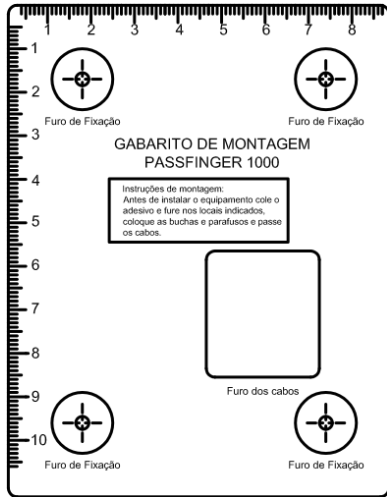 1 2 3 4 5 6 7 8
1
2
Furo de Fixação Furo de Fixação
3
GABARITO DE MONTAGEM
PASSFINGER 1000
4
Instruções de montagem:
Antes de instalar o equipamento cole o
adesivo e fure nos locais indicados,
coloque as buchas e parafusos e passe
os cabos.
5
6
7
8
Furo dos cabos
9
10
Furo de Fixação Furo de Fixação